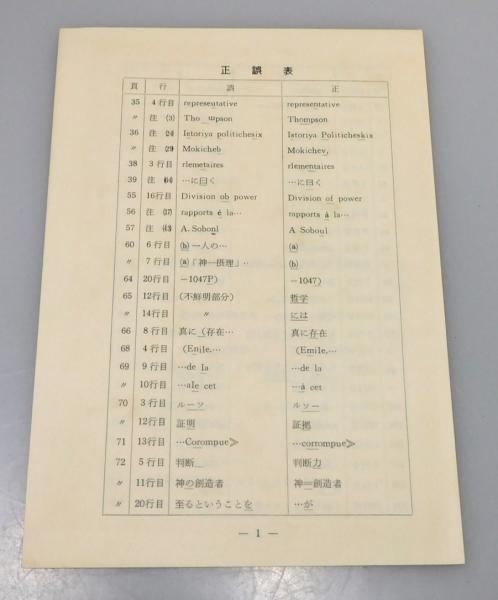 正誤表
頁 行 誤 正
35 4行目 representative representative
〃 注 (3) Tho ɯpson Thompson
36 注 (24) Istoriya politichesix Istoriya Politicheskix
〃 注 (29) Mokicheb Mokichev,
38 3行目 rlemetaires rlementaires
39 注 (64) …に曰く …に曰く
55 16行目 Division ob power Division of power
56 注 (37) rapports é la… rapports à la…
57 注 A. Sobonl A Soboul
60 6行目 (b) 一人の… (a)
〃 7行目 (a)『神一摂理』‥ (b)
64 20行目 －1047P) －1047)
65 12行目 (不鮮明部分) 哲学
〃 14行目 〃 には
66 8行目 真に (存在… 真に存在
68 4行目 (Enile,… (Emile,…
69 9行目 …de la …de la
〃 10行目 …ale cet …à cet
70 3行目 ルーツ ルソー
〃 12行目 証明 証拠
71 13行目 …Corompue≫ …corrompue≫
72 5行目 判断 判断力
〃 11行目 神の創造者 神＝創造者
〃 20行目 至るということを …が
— 1 —